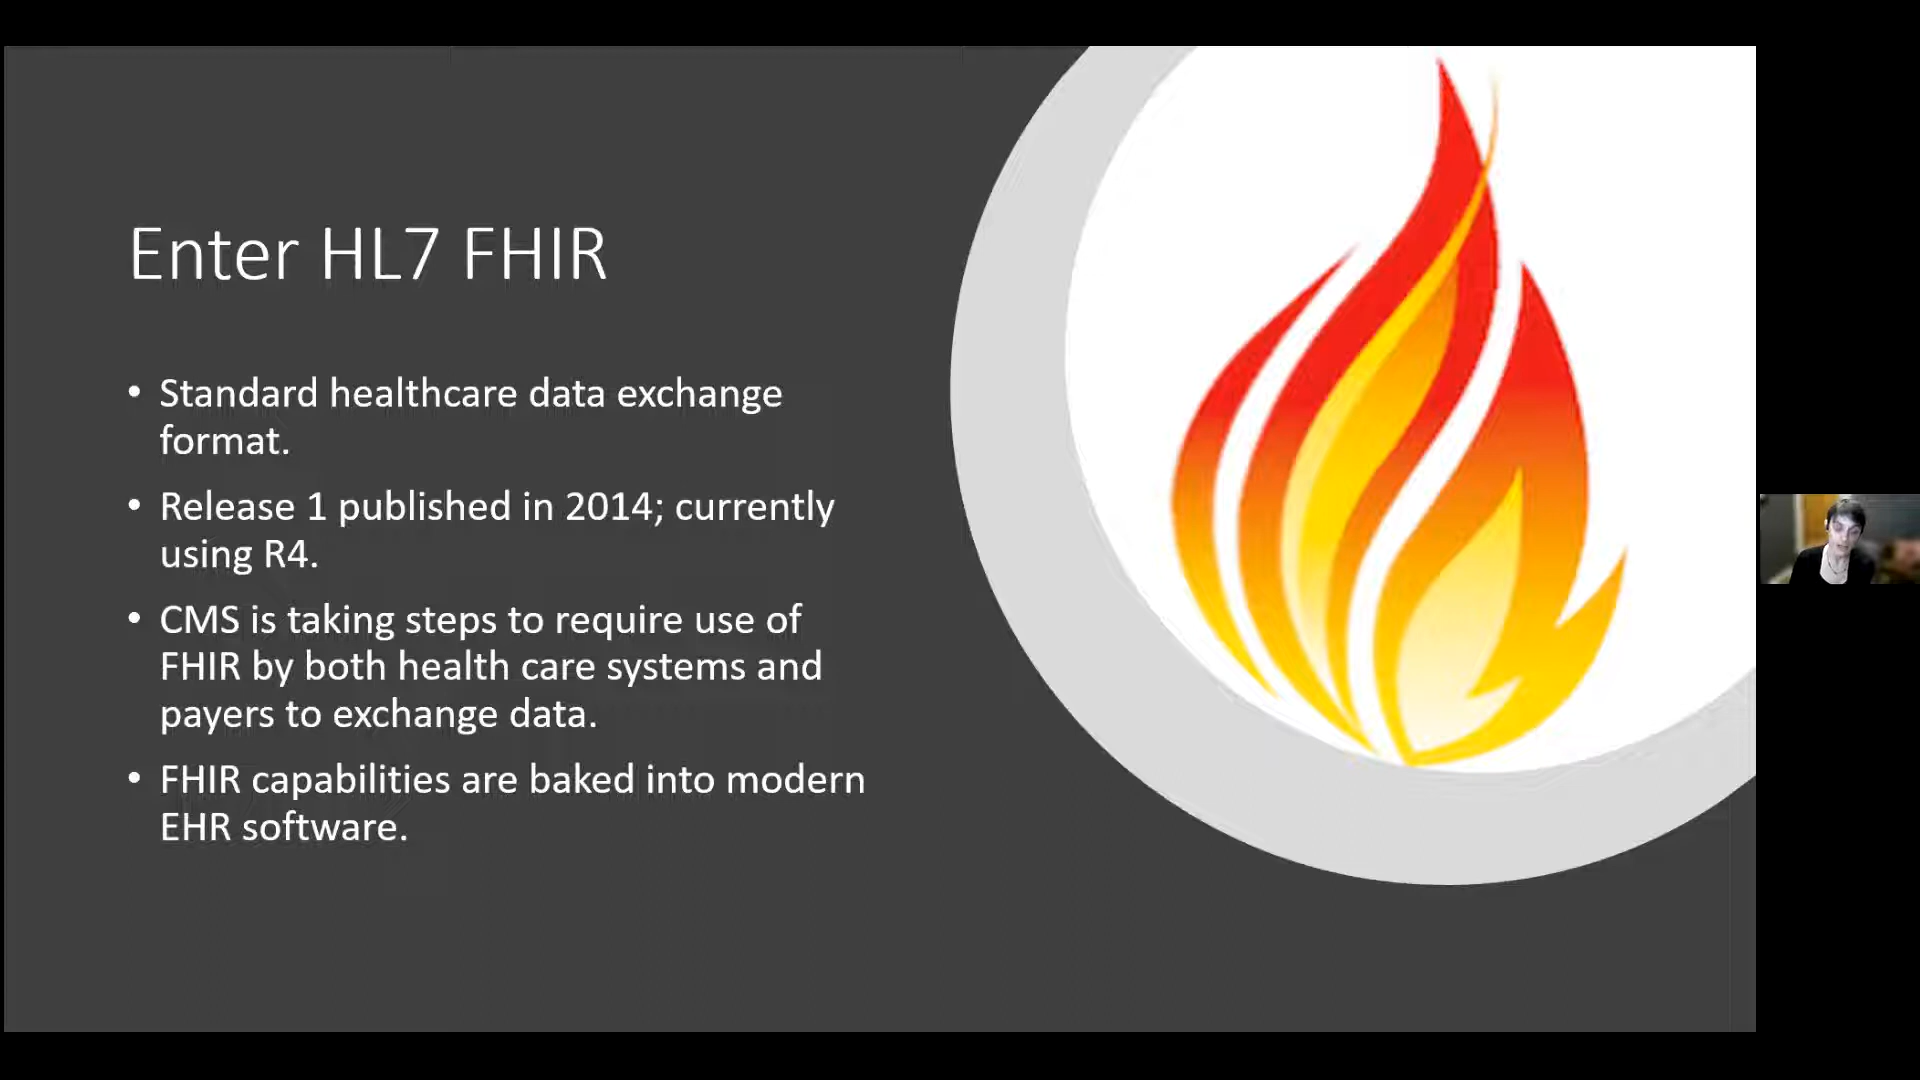 Enter HL7 FHIR
• Standard healthcare data exchange
format.
• Release 1 published in 2014; currently
using R4.
• CMS is taking steps to require use of
FHIR by both health care systems and
payers to exchange data.
• FHIR capabilities are baked into modern
EHR software.